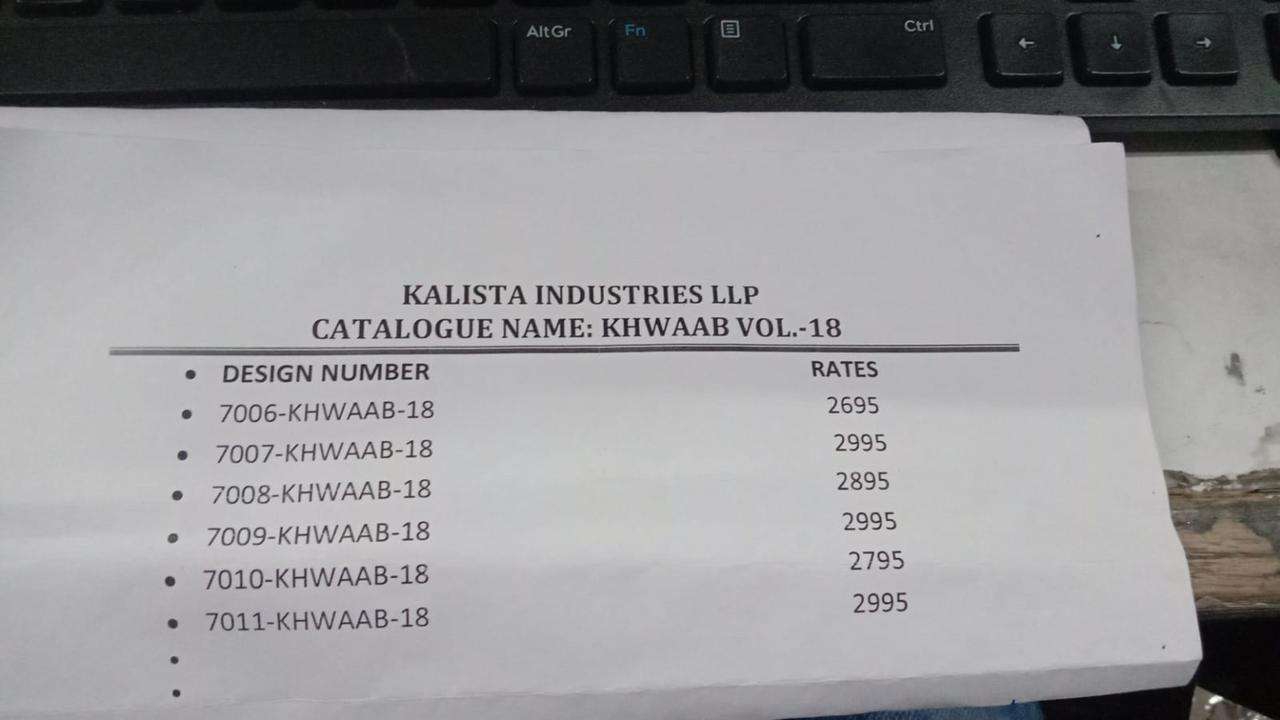 AltGr Fn Ctrl
← ↓ →
KALISTA INDUSTRIES LLP
CATALOGUE NAME: KHWAAB VOL.-18
• DESIGN NUMBER RATES
• 7006-KHWAAB-18 2695
• 7007-KHWAAB-18 2995
• 7008-KHWAAB-18 2895
• 7009-KHWAAB-18 2995
• 7010-KHWAAB-18 2795
• 7011-KHWAAB-18 2995
•
•